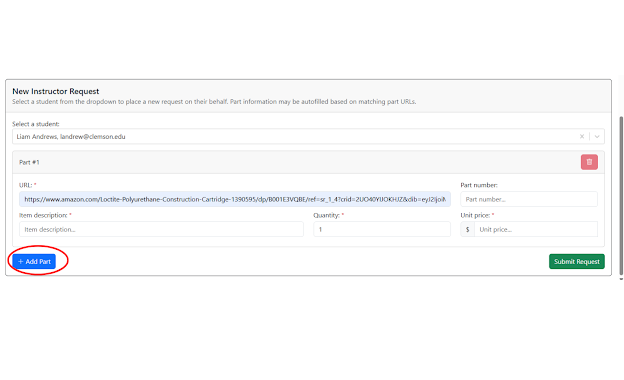 New Instructor Request
Select a student from the dropdown to place a new request on their behalf. Part information may be autofilled based on matching part URLs.
Select a student:
Liam Andrews, landrew@clemson.edu
Part #1
URL: *
Part number:
https://www.amazon.com/Loctite-Polyurethane-Construction-Cartridge-1390595/dp/B001E3VQBE/ref=sr_1_4?crid=2UO40YIJOKHJZ&dib=eyJ2IjoiM
Part number...
Item description: *
Quantity: *
Unit price: *
Item description...
1
$ Unit price...
+ Add Part
Submit Request